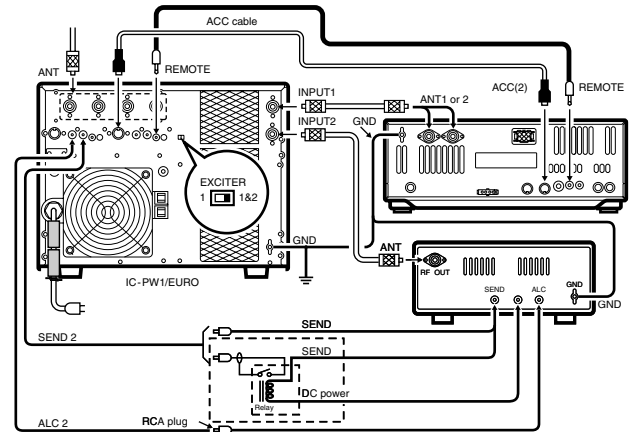 ACC cable
ANT
REMOTE
ACC(2)
REMOTE
INPUT1
ANT1 or 2
GND
INPUT2
EXCITER
1 1&2
GND
ANT
IC-PW1/EURO
RF OUT
SEND
ALC
GND
GND
SEND 2
SEND
SEND
DC power
Relay
ALC 2
RCA plug